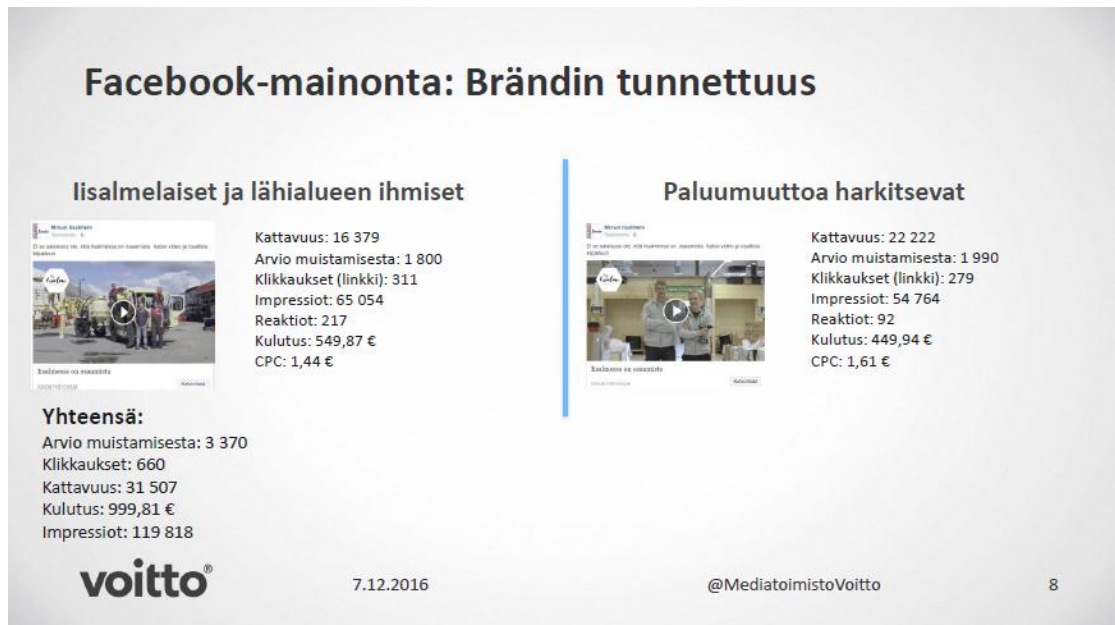 Facebook-mainonta: Brändin tunnettuus
Iisalmelaiset ja lähialueen ihmiset
Kattavuus: 16 379
Arvio muistamisesta: 1 800
Klikkaukset (linkki): 311
Impressiot: 65 054
Reaktiot: 217
Kulutus: 549,87 €
CPC: 1,44 €
Paluumuuttoa harkitsevat
Kattavuus: 22 222
Arvio muistamisesta: 1 990
Klikkaukset (linkki): 279
Impressiot: 54 764
Reaktiot: 92
Kulutus: 449,94 €
CPC: 1,61 €
Yhteensä:
Arvio muistamisesta: 3 370
Klikkaukset: 660
Kattavuus: 31 507
Kulutus: 999,81 €
Impressiot: 119 818
voitto®
7.12.2016
@MediatoimistoVoitto
8